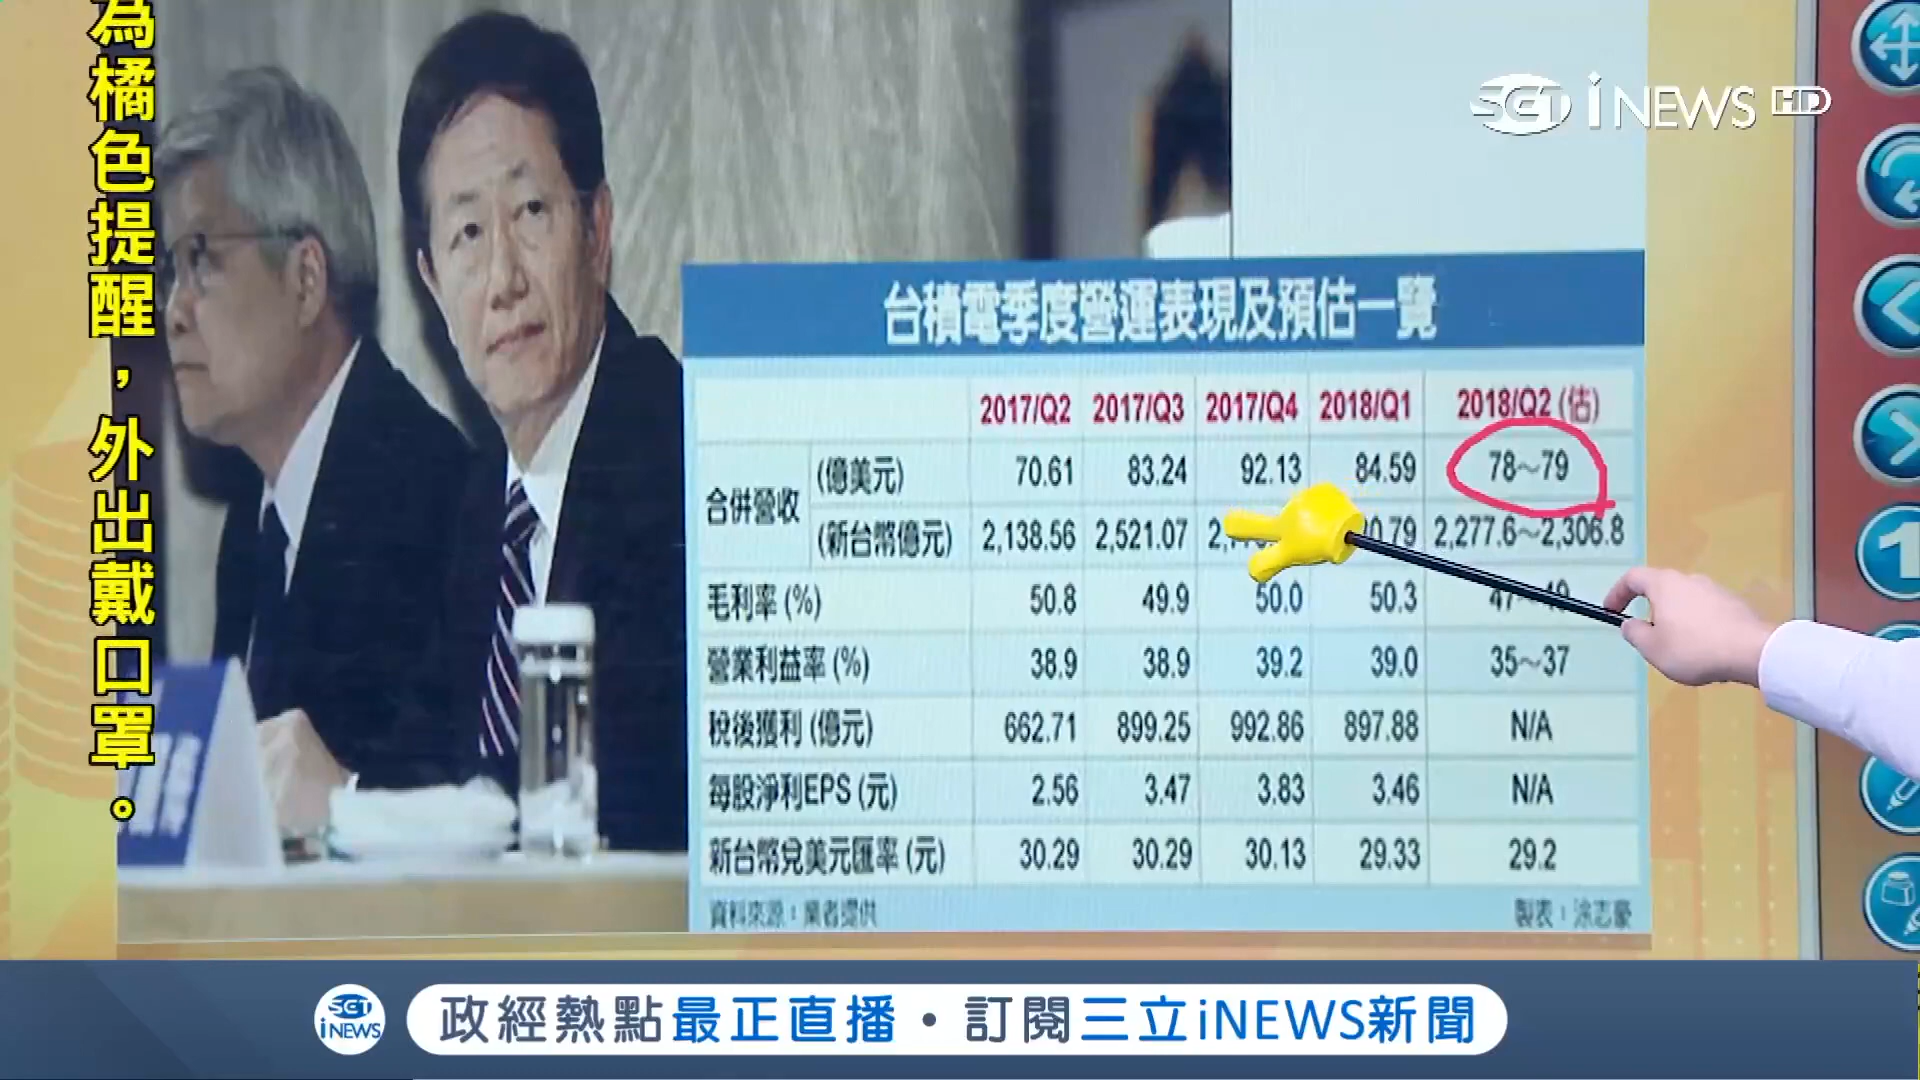 為橘色提醒，外出戴口罩。
SET iNEWS HD
台積電季度營運表現及預估一覽
2017/Q2 2017/Q3 2017/Q4 2018/Q1 2018/Q2 (估)
合併營收 (億美元) 70.61 83.24 92.13 84.59 78~79
(新台幣億元) 2,138.56 2,521.07 0.79 2,277.6~2,306.8
毛利率 (%) 50.8 49.9 50.0 50.3 47~49
營業利益率 (%) 38.9 38.9 39.2 39.0 35~37
稅後獲利 (億元) 662.71 899.25 992.86 897.88 N/A
每股淨利EPS (元) 2.56 3.47 3.83 3.46 N/A
新台幣兌美元匯率 (元) 30.29 30.29 30.13 29.33 29.2
資料來源：業者提供 製表：涂志豪
1
SET iNEWS
政經熱點最正直播・訂閱三立iNEWS新聞